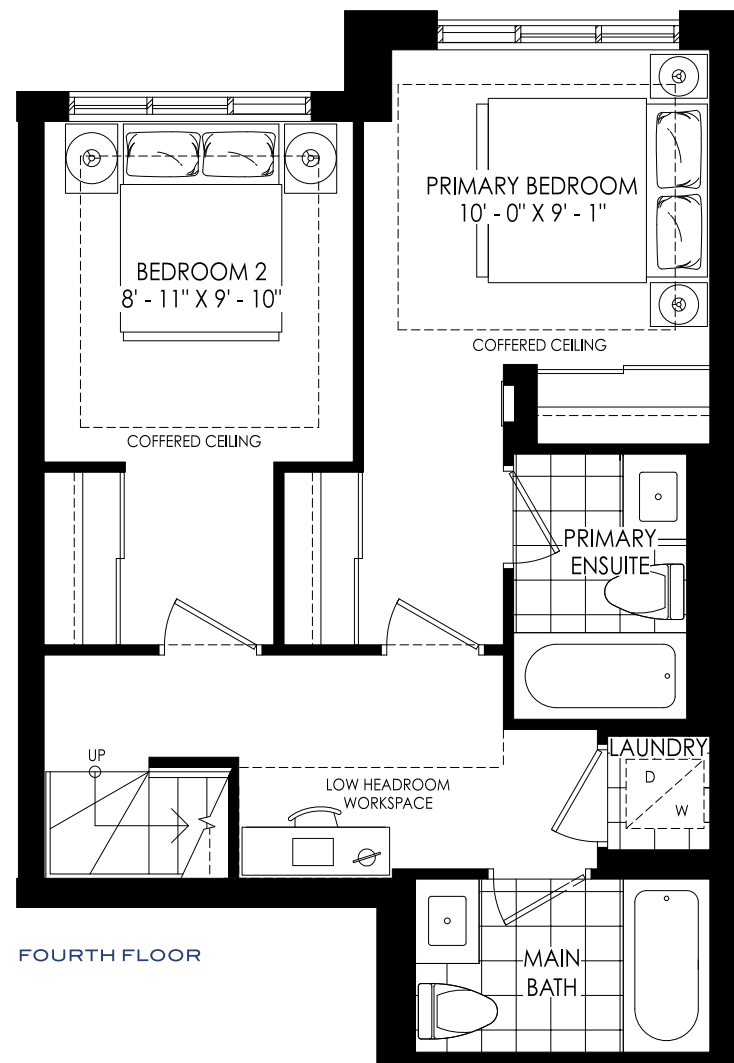 PRIMARY BEDROOM
10' - 0" X 9' - 1"
BEDROOM 2
8' - 11" X 9' - 10"
COFFERED CEILING
COFFERED CEILING
PRIMARY
ENSUITE
UP
LAUNDRY
D
W
LOW HEADROOM
WORKSPACE
FOURTH FLOOR
MAIN
BATH